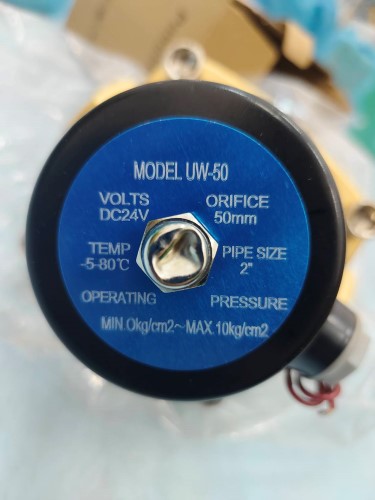 MODEL UW-50
VOLTS ORIFICE
DC24V 50mm
TEMP PIPE SIZE
-5-80℃ 2"
OPERATING PRESSURE
MIN.0kg/cm2~MAX.10kg/cm2